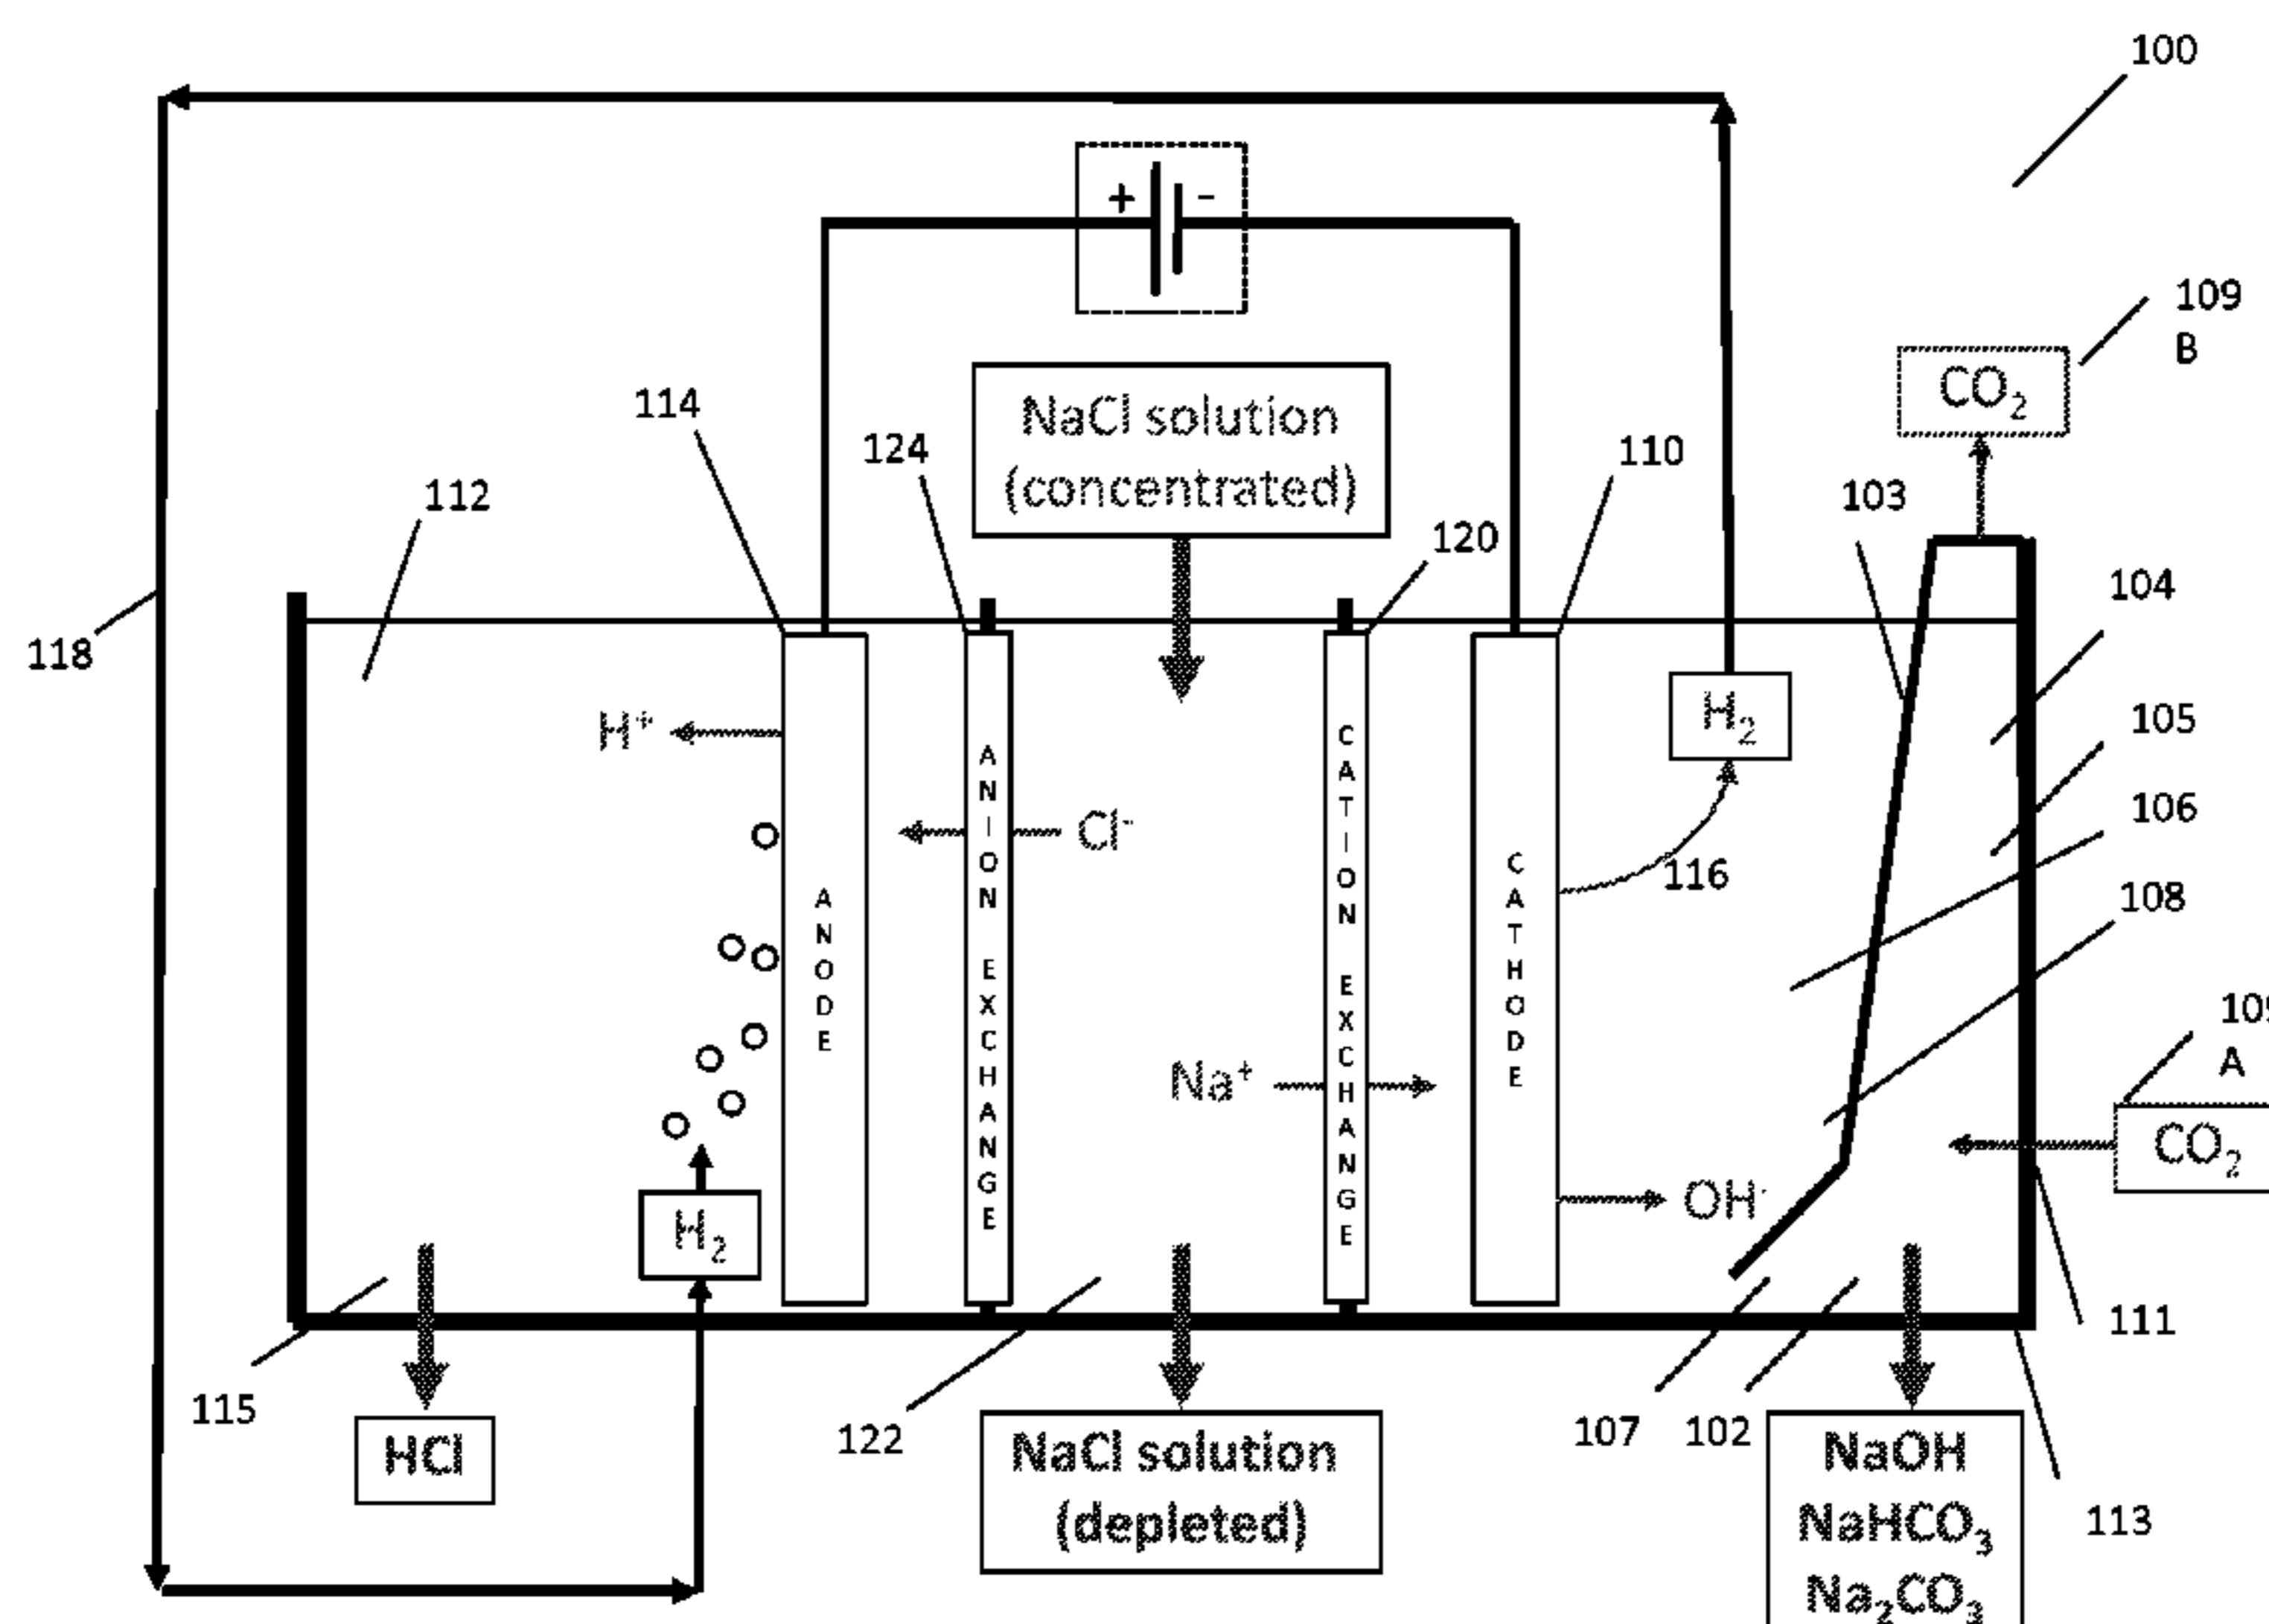 100
+ -
109
B
CO₂
114
NaCl solution
(concentrated)
124
110
103
112
120
104
118
H₂
H⁺
105
Cl⁻
106
116
108
ANODE
ANION EXCHANGE
CATION EXCHANGE
CATHODE
Na⁺
A
CO₂
OH⁻
H₂
111
115
HCl
122
NaCl solution
(depleted)
107
102
NaOH
NaHCO₃
Na₂CO₃
113